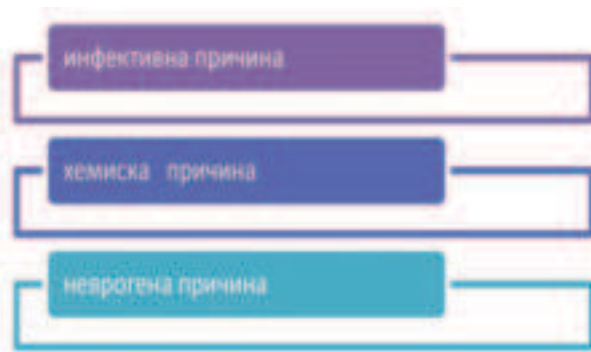 инфективна причина
хемиска причина
неврогена причина